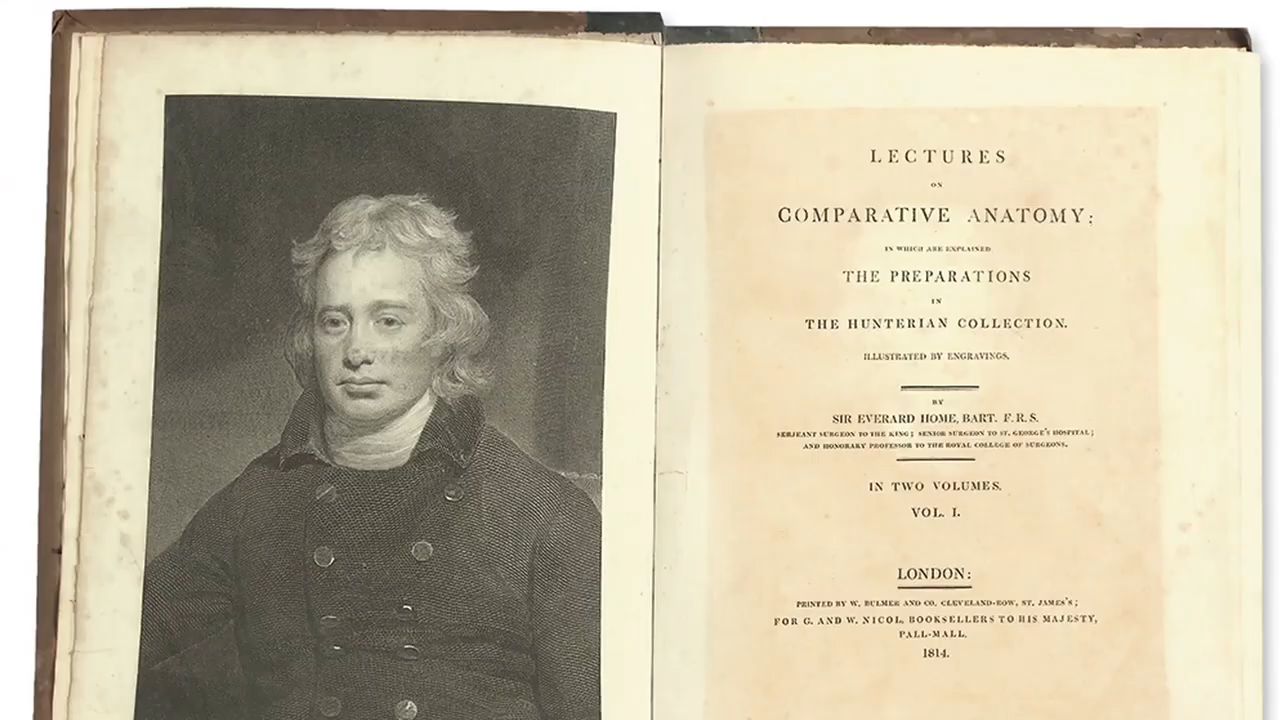 LECTURES
ON
COMPARATIVE ANATOMY;
IN WHICH ARE EXPLAINED
THE PREPARATIONS
IN
THE HUNTERIAN COLLECTION.
ILLUSTRATED BY ENGRAVINGS.
BY
SIR EVERARD HOME, BART. F.R.S.
SERJEANT SURGEON TO THE KING; SENIOR SURGEON TO ST. GEORGE'S HOSPITAL;
AND HONORARY PROFESSOR TO THE ROYAL COLLEGE OF SURGEONS.
IN TWO VOLUMES.
VOL. I.
LONDON:
PRINTED BY W. BULMER AND CO. CLEVELAND-ROW, ST. JAMES'S;
FOR G. AND W. NICOL, BOOKSELLERS TO HIS MAJESTY,
PALL-MALL.
1814.